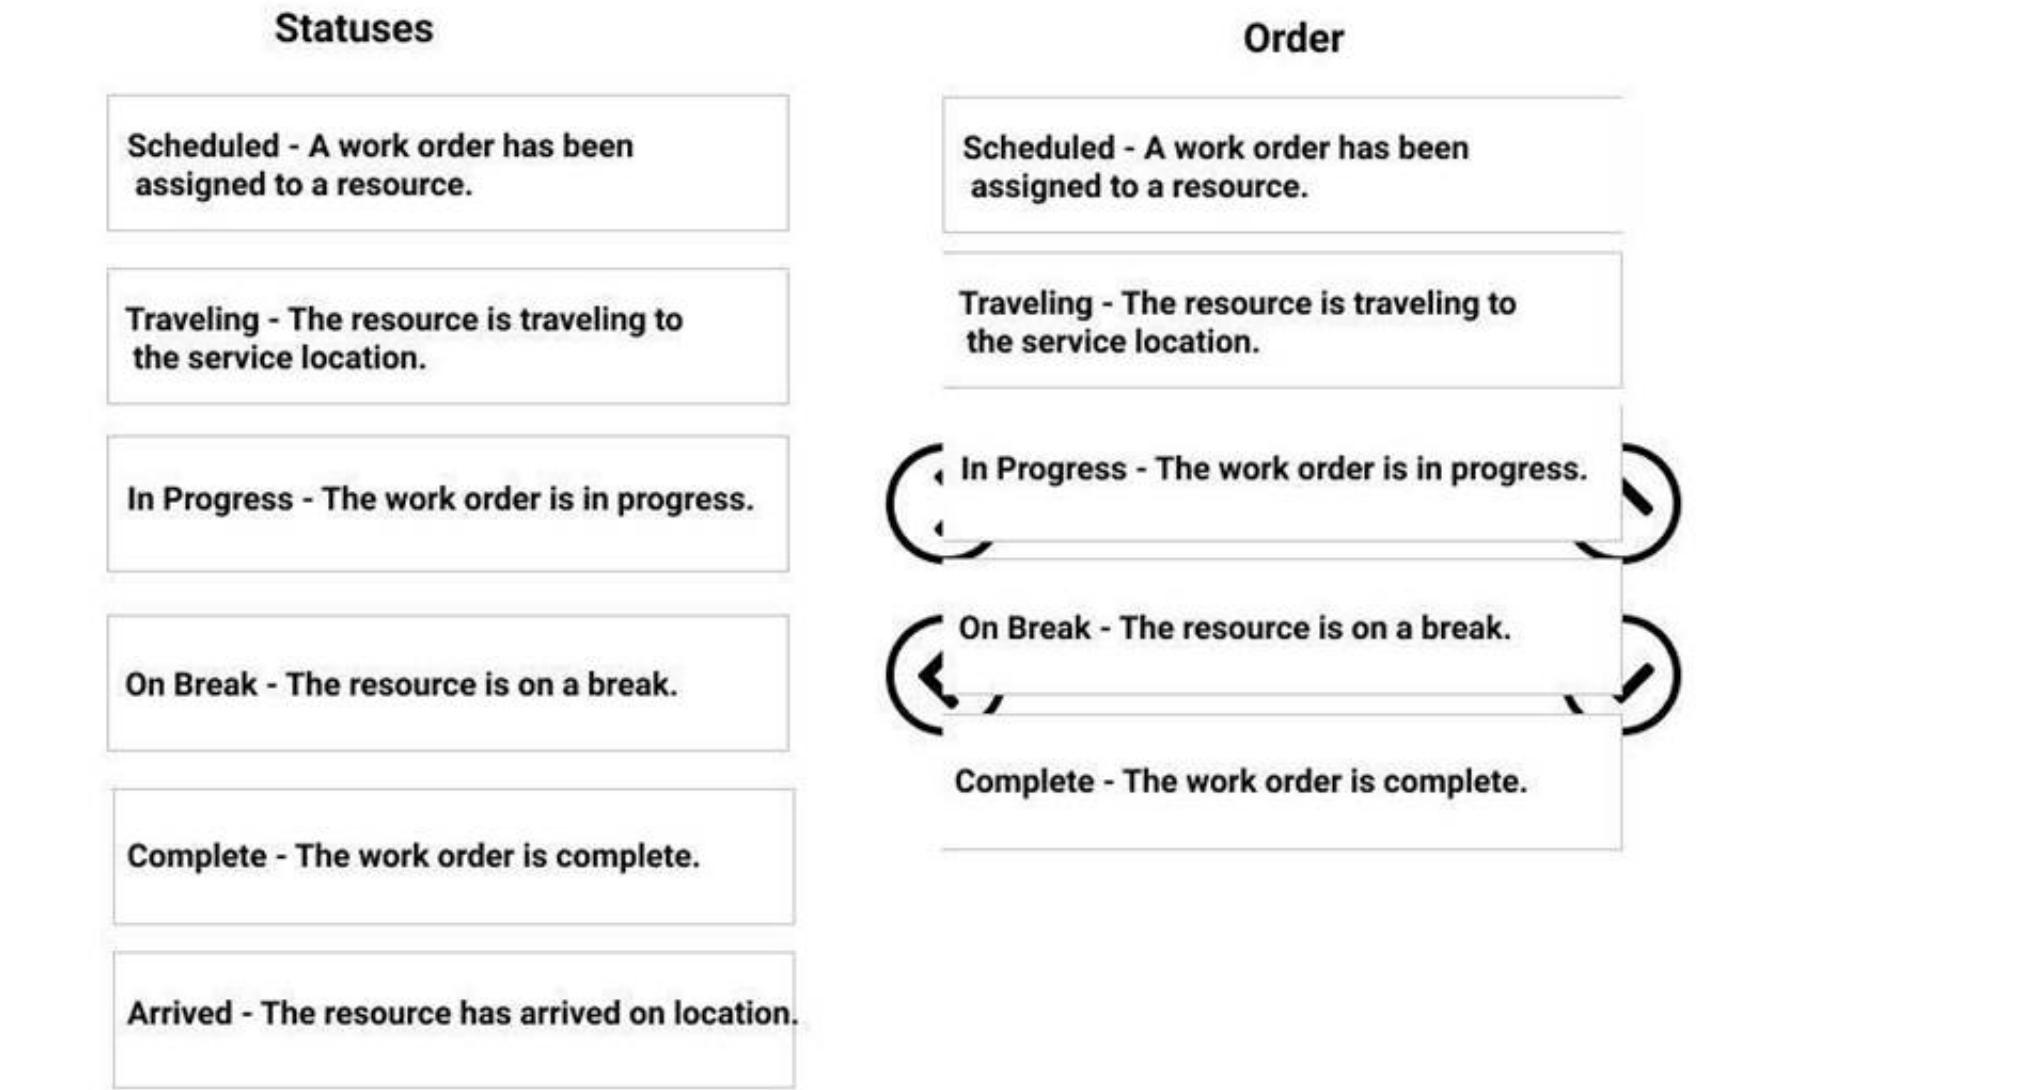 Statuses
Scheduled - A work order has been
assigned to a resource.
Traveling - The resource is traveling to
the service location.
In Progress - The work order is in progress.
On Break - The resource is on a break.
Complete - The work order is complete.
Arrived - The resource has arrived on location.
Order
Scheduled - A work order has been
assigned to a resource.
Traveling - The resource is traveling to
the service location.
In Progress - The work order is in progress.
On Break - The resource is on a break.
Complete - The work order is complete.